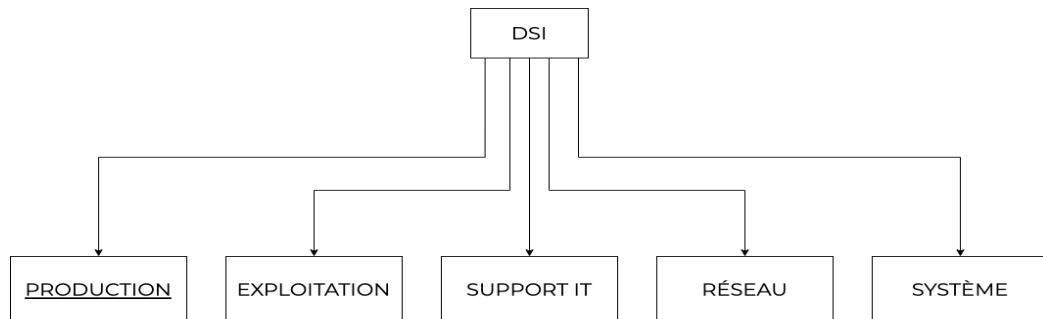 DSI
PRODUCTION
EXPLOITATION
SUPPORT IT
RÉSEAU
SYSTÈME